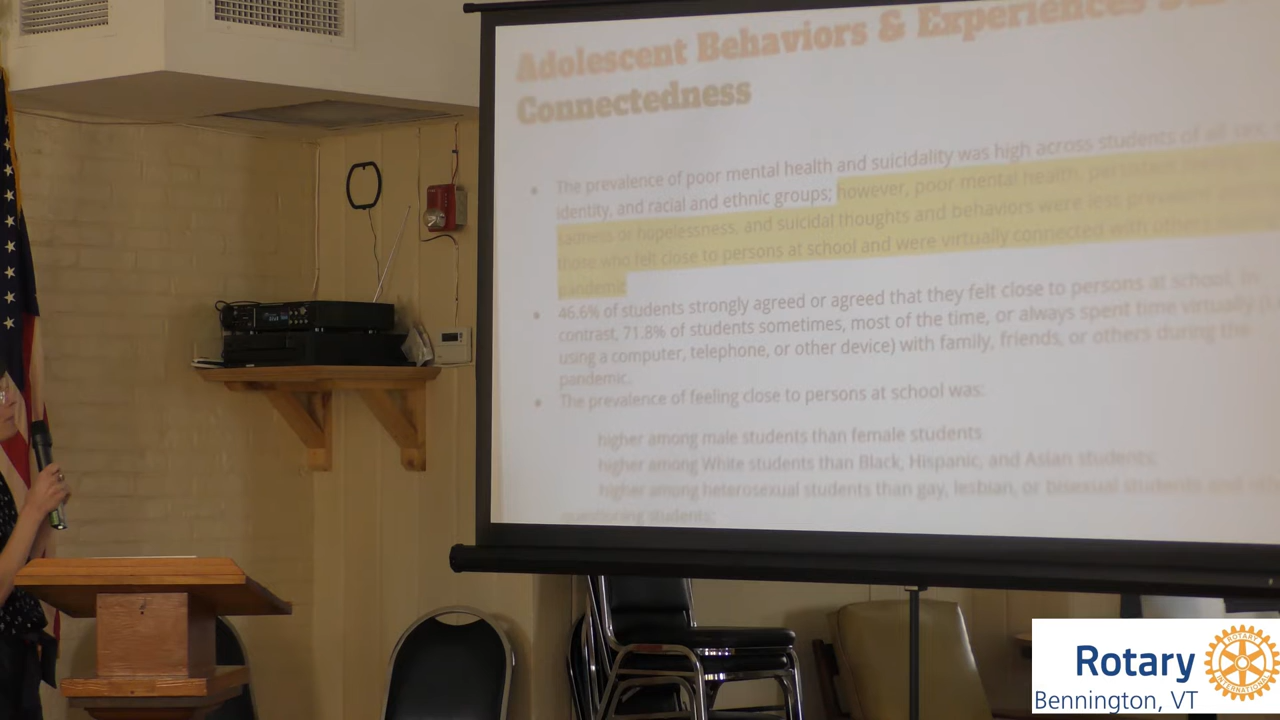 Adolescent Behaviors & Experiences
Connectedness
The prevalence of poor mental health and suicidality was high across students of all sex,
identity, and racial and ethnic groups; however, poor mental health,
sadness or hopelessness, and suicidal thoughts and behaviors were less prevalent
those who felt close to persons at school and were virtually connected with others
pandemic
46.6% of students strongly agreed or agreed that they felt close to persons at school. In
contrast, 71.8% of students sometimes, most of the time, or always spent time virtually
using a computer, telephone, or other device) with family, friends, or others during the
pandemic.
The prevalence of feeling close to persons at school was:
higher among male students than female students
higher among White students than Black, Hispanic, and Asian students;
higher among heterosexual students than gay, lesbian, or bisexual students and
students;
Rotary
Bennington, VT
ROTARY
INTERNATIONAL